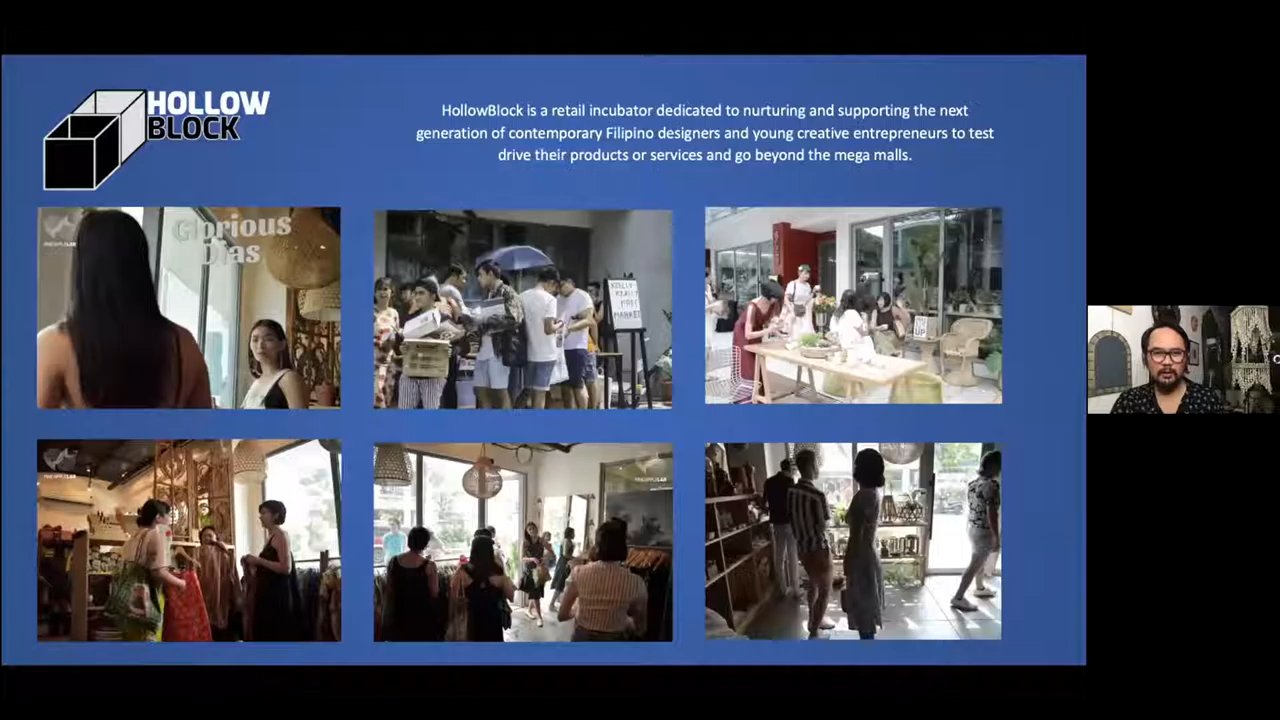 HOLLOW
BLOCK
HollowBlock is a retail incubator dedicated to nurturing and supporting the next
generation of contemporary Filipino designers and young creative entrepreneurs to test
drive their products or services and go beyond the mega malls.
Glorious
Dias